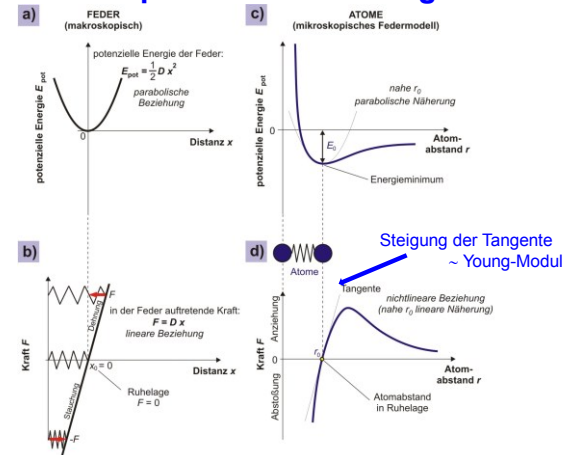 a)
FEDER
(makroskopisch)
potenzielle Energie E pot
potenzielle Energie der Feder:
E pot = 1/2 D x²
parabolische
Beziehung
0
Distanz x
c)
ATOME
(mikroskopisches Federmodell)
potenzielle Energie E pot
nahe r₀
parabolische Näherung
0
E₀
Atom-
abstand r
Energieminimum
b)
Kraft F
F
Dehnung
in der Feder auftretende Kraft:
F = D x
lineare Beziehung
x₀ = 0
Distanz x
Ruhelage
F = 0
Stauchung
-F
d)
Atome
Steigung der Tangente
~ Young-Modul
Tangente
nichtlineare Beziehung
(nahe r₀ lineare Näherung)
Kraft F
Anziehung
0
Abstoßung
r₀
Atom-
abstand r
Atomabstand
in Ruhelage